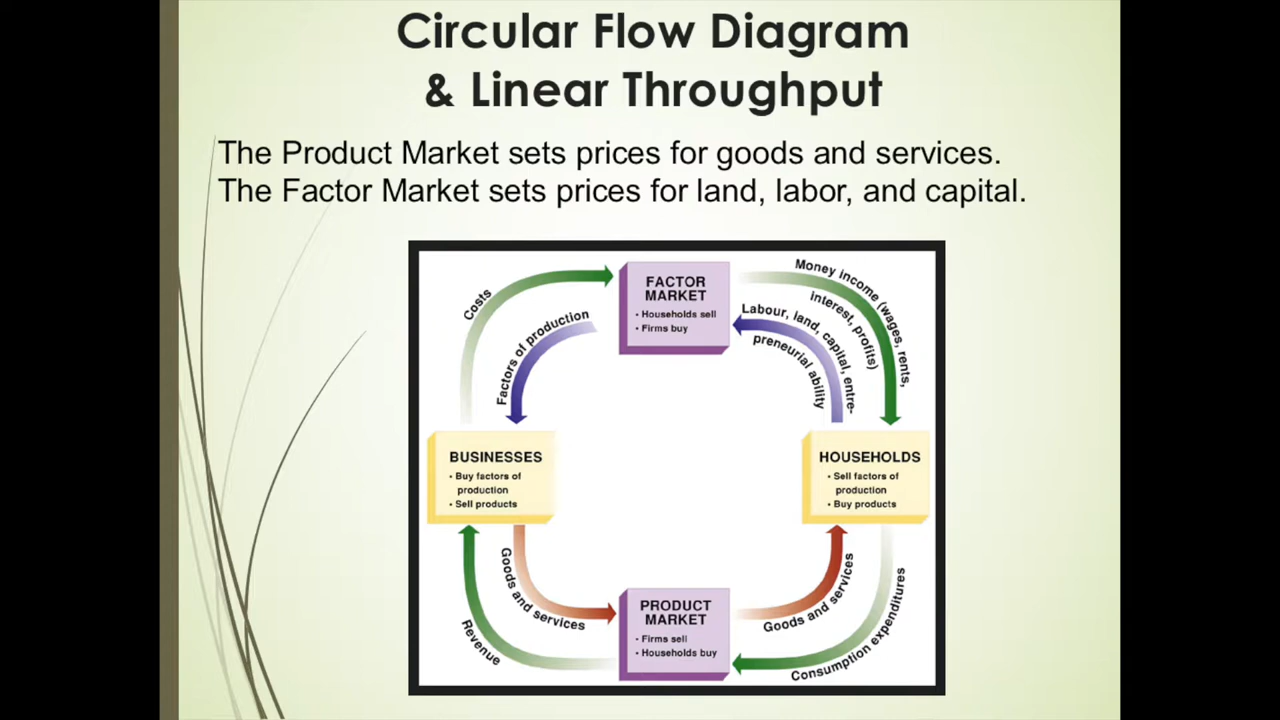 Circular Flow Diagram
& Linear Throughput
The Product Market sets prices for goods and services.
The Factor Market sets prices for land, labor, and capital.
Costs
Factors of production
FACTOR
MARKET
• Households sell
• Firms buy
Money income (wages, rents,
interest, profits)
Labour, land, capital, entre-
preneurial ability
BUSINESSES
• Buy factors of
production
• Sell products
HOUSEHOLDS
• Sell factors of
production
• Buy products
Goods and services
Revenue
PRODUCT
MARKET
• Firms sell
• Households buy
Goods and services
Consumption expenditures